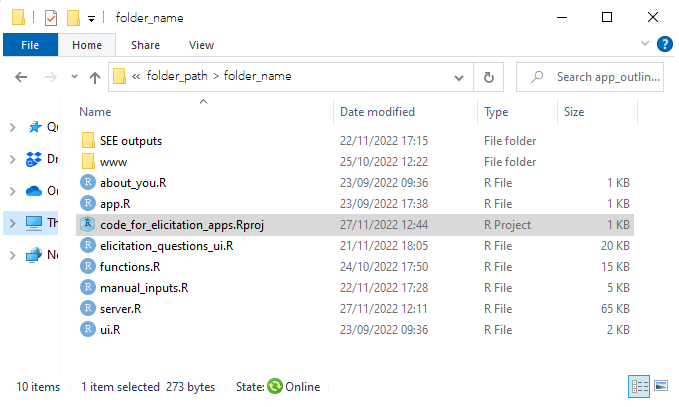 folder_name
File Home Share View
« folder_path > folder_name Search app_outlin...
Name Date modified Type Size
SEE outputs 22/11/2022 17:15 File folder
www 25/10/2022 12:22 File folder
about_you.R 23/09/2022 09:36 R File 1 KB
app.R 23/09/2022 17:38 R File 1 KB
code_for_elicitation_apps.Rproj 27/11/2022 12:44 R Project 1 KB
elicitation_questions_ui.R 21/11/2022 18:05 R File 20 KB
functions.R 24/10/2022 17:50 R File 15 KB
manual_inputs.R 22/11/2022 17:28 R File 5 KB
server.R 27/11/2022 12:11 R File 65 KB
ui.R 23/09/2022 09:36 R File 2 KB
Qu
Dr
On
Th
Ne
10 items 1 item selected 273 bytes State: Online